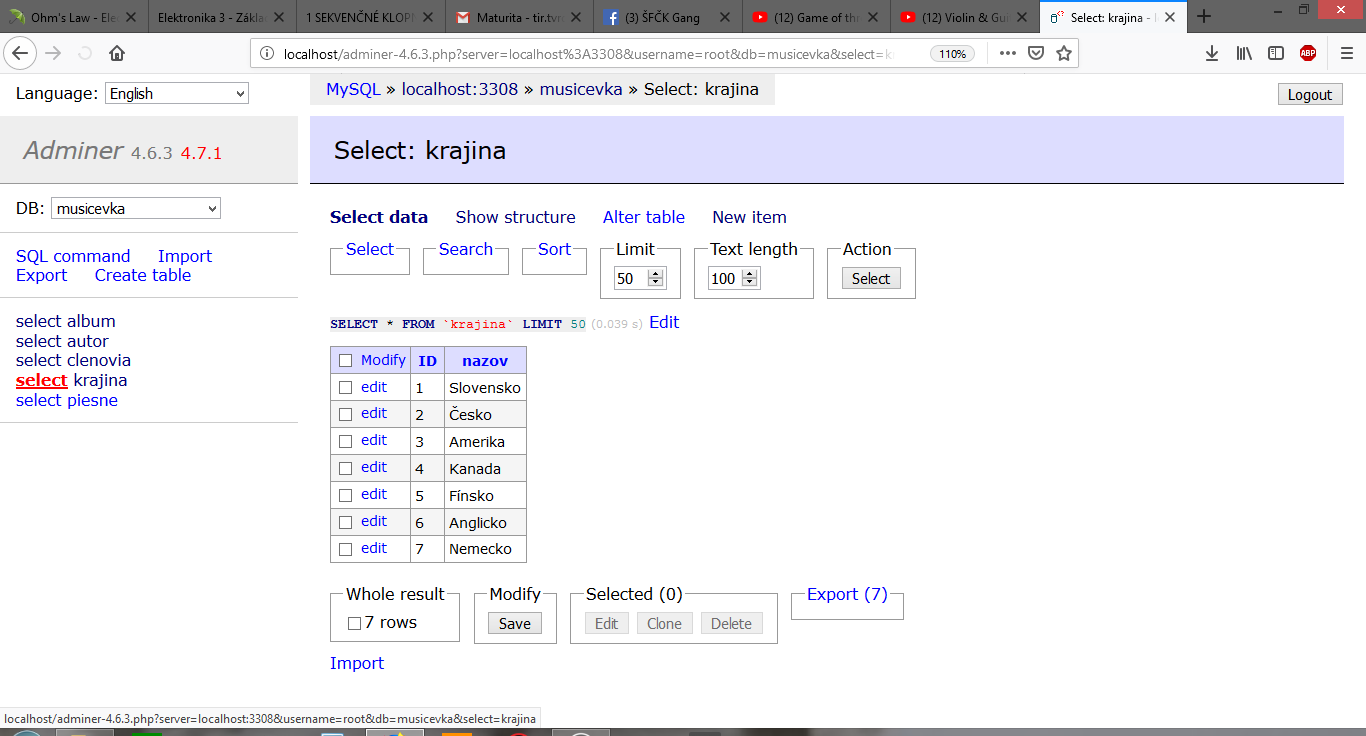 Ohm's Law - Ele
Elektronika 3 - Zákla
1 SEKVENČNÉ KLOP
Maturita - tir.tvr
(3) ŠFČK Gang
(12) Game of thr
(12) Violin & Gui
Select: krajina - l
localhost/adminer-4.6.3.php?server=localhost%3A3308&username=root&db=musicevka&select=k
110%
ABP
Language: English
MySQL » localhost:3308 » musicevka » Select: krajina
Logout
Adminer 4.6.3 4.7.1
Select: krajina
DB: musicevka
Select data Show structure Alter table New item
SQL command Import
Export Create table
Select
Search
Sort
Limit
50
Text length
100
Action
Select
select album
select autor
select clenovia
select krajina
select piesne
SELECT * FROM `krajina` LIMIT 50 (0.039 s) Edit
Modify ID nazov
edit 1 Slovensko
edit 2 Česko
edit 3 Amerika
edit 4 Kanada
edit 5 Fínsko
edit 6 Anglicko
edit 7 Nemecko
Whole result
7 rows
Modify
Save
Selected (0)
Edit Clone Delete
Export (7)
Import
localhost/adminer-4.6.3.php?server=localhost:3308&username=root&db=musicevka&select=krajina